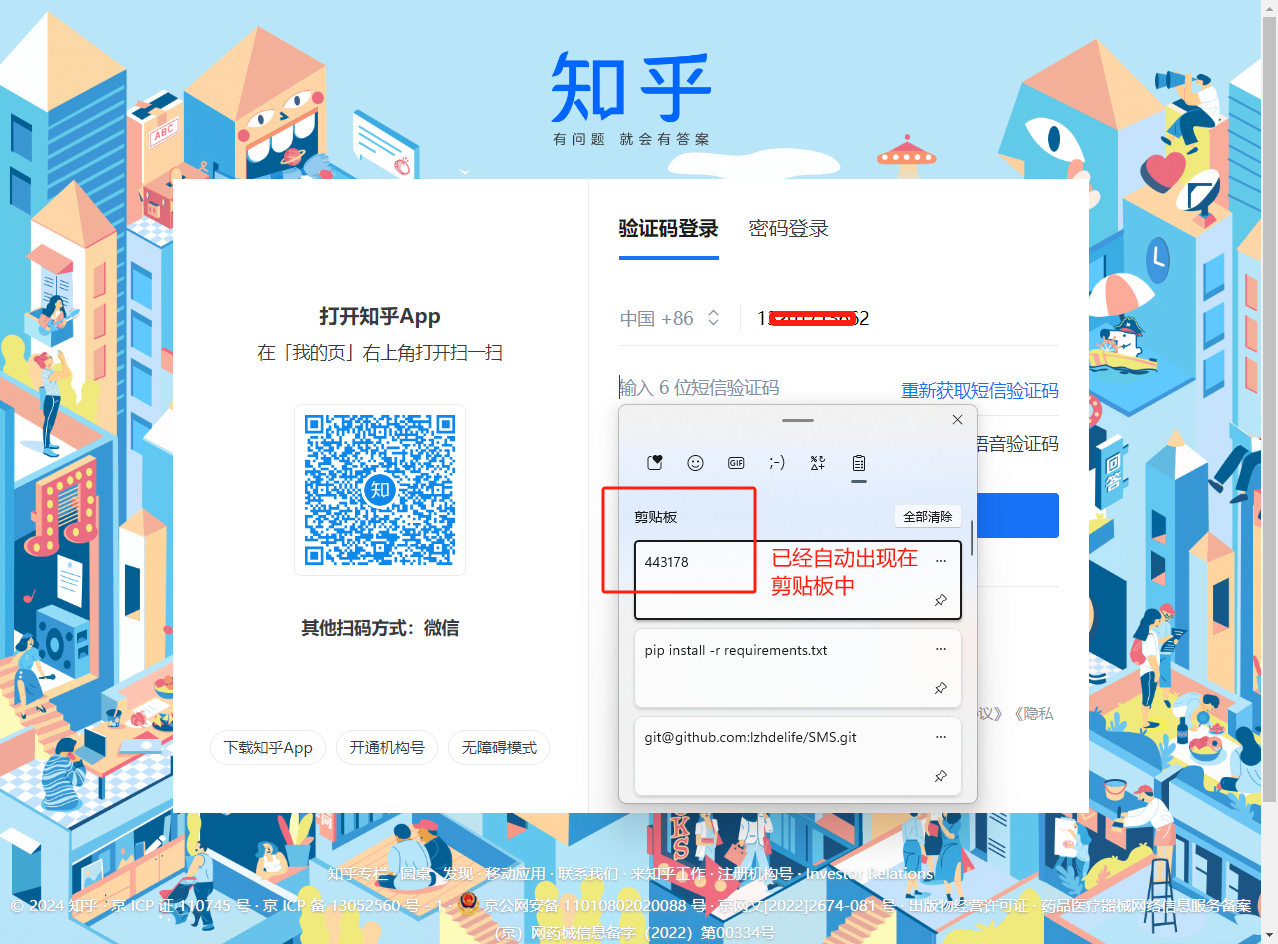 知乎
有问题 就会有答案
ABC
验证码登录 密码登录
打开知乎App
在「我的页」右上角打开扫一扫
中国 +86
输入 6 位短信验证码 重新获取短信验证码
语音验证码
GIF
;-)
剪贴板 全部清除
443178
已经自动出现在
剪贴板中
pip install -r requirements.txt
git@github.com:lzhdelife/SMS.git
知
其他扫码方式：微信
议》《隐私
下载知乎App 开通机构号 无障碍模式
回答
知乎专栏 · 圆桌 · 发现 · 移动应用 · 联系我们 · 来知乎工作 · 注册机构号 · Investor Relations
© 2024 知乎 · 京 ICP 证 110745 号 · 京 ICP 备 13052560 号 - 1 · 京公网安备 11010802020088 号 · 京网文[2022]2674-081 号 · 出版物经营许可证 · 药品医疗器械网络信息服务备案
（京）网药械信息备字（2022）第00334号